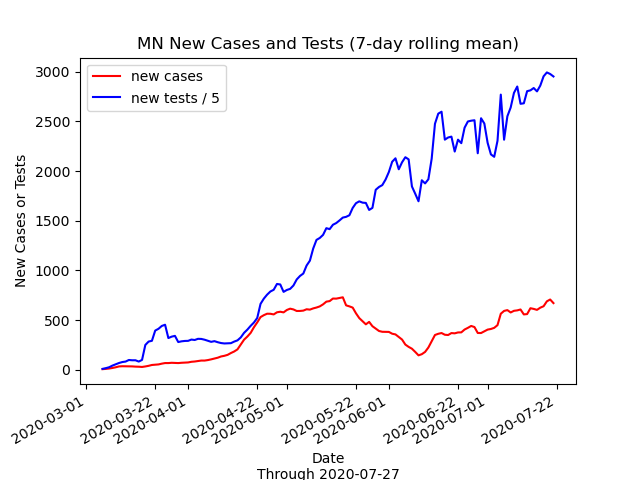 MN New Cases and Tests (7-day rolling mean)
new cases
new tests / 5
New Cases or Tests
3000
2500
2000
1500
1000
500
0
2020-03-01
2020-03-22
2020-04-01
2020-04-22
2020-05-01
2020-05-22
2020-06-01
2020-06-22
2020-07-01
2020-07-22
Date
Through 2020-07-27